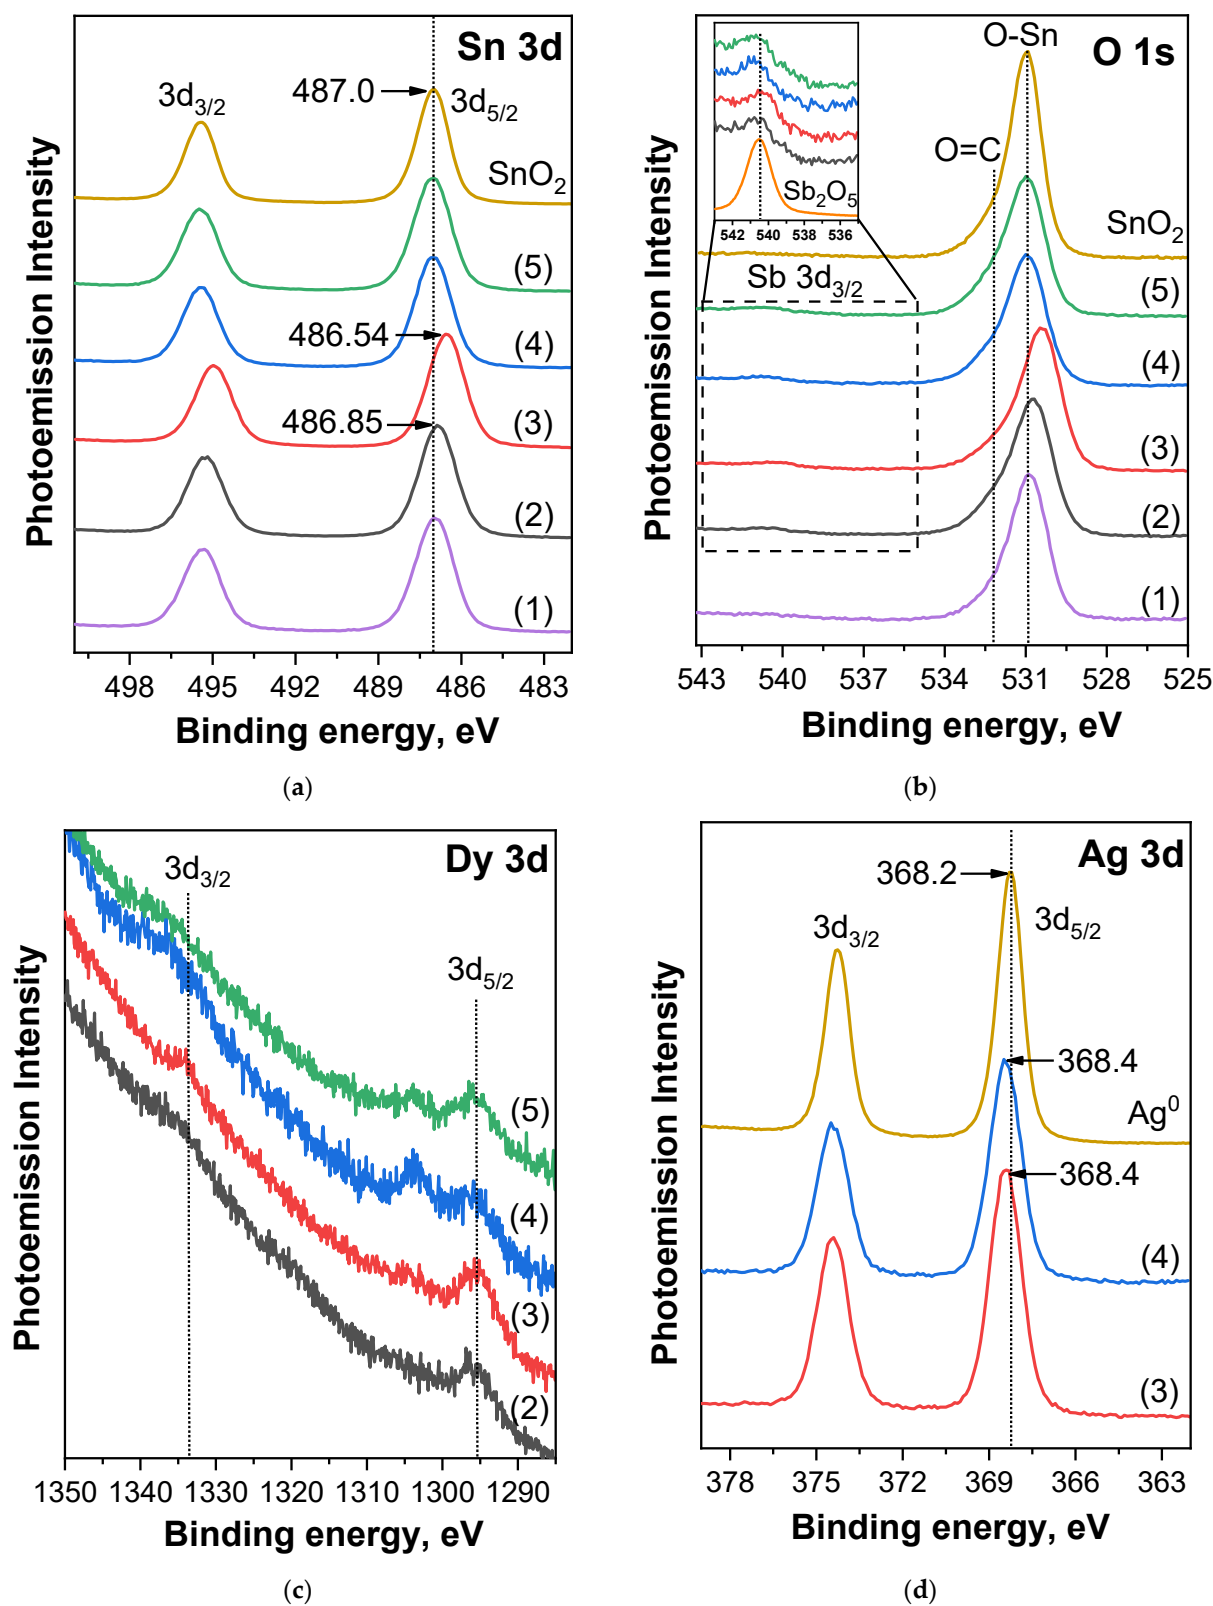 Sn 3d
487.0
3d3/2
3d5/2
SnO2
(5)
486.54
(4)
486.85
(3)
(2)
(1)
Photoemission Intensity
498 495 492 489 486 483
Binding energy, eV
(a)
O 1s
O-Sn
O=C
Sb2O5
542 540 538 536
Sb 3d3/2
SnO2
(5)
(4)
(3)
(2)
(1)
Photoemission Intensity
543 540 537 534 531 528 525
Binding energy, eV
(b)
Dy 3d
3d3/2
3d5/2
(5)
(4)
(3)
(2)
Photoemission Intensity
1350 1340 1330 1320 1310 1300 1290
Binding energy, eV
(c)
Ag 3d
368.2
3d3/2
3d5/2
368.4
Ag0
368.4
(4)
(3)
Photoemission Intensity
378 375 372 369 366 363
Binding energy, eV
(d)